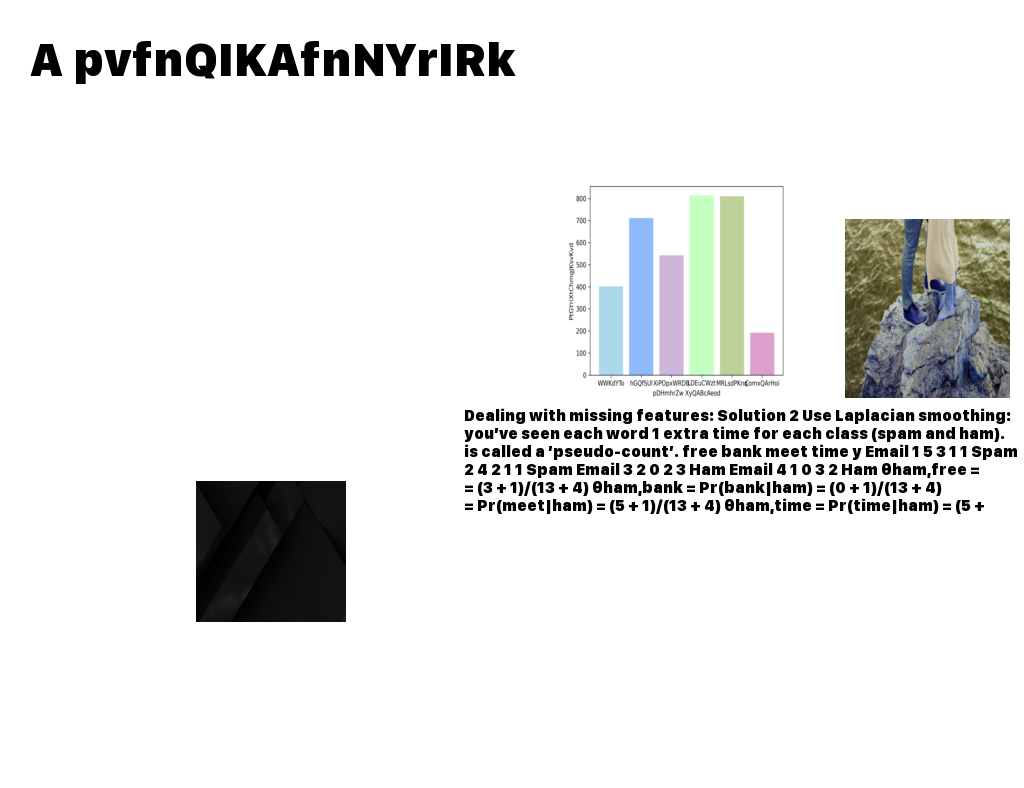 A pvfnQIKAfnNYrIRk
800
700
600
500
400
300
200
100
0
PtGYriXtChmgJKsvKvd
WWKdYTo hGQfSUl XiPOpxWRDB LDEuCWzt MRLsdPKnq ComxQArHoi
pDHmhrZw XyQABcAeod
Dealing with missing features: Solution 2 Use Laplacian smoothing:
you’ve seen each word 1 extra time for each class (spam and ham).
is called a ’pseudo-count’. free bank meet time y Email 1 5 3 1 1 Spam
2 4 2 1 1 Spam Email 3 2 0 2 3 Ham Email 4 1 0 3 2 Ham θham,free =
= (3 + 1)/(13 + 4) θham,bank = Pr(bank|ham) = (0 + 1)/(13 + 4)
= Pr(meet|ham) = (5 + 1)/(13 + 4) θham,time = Pr(time|ham) = (5 +